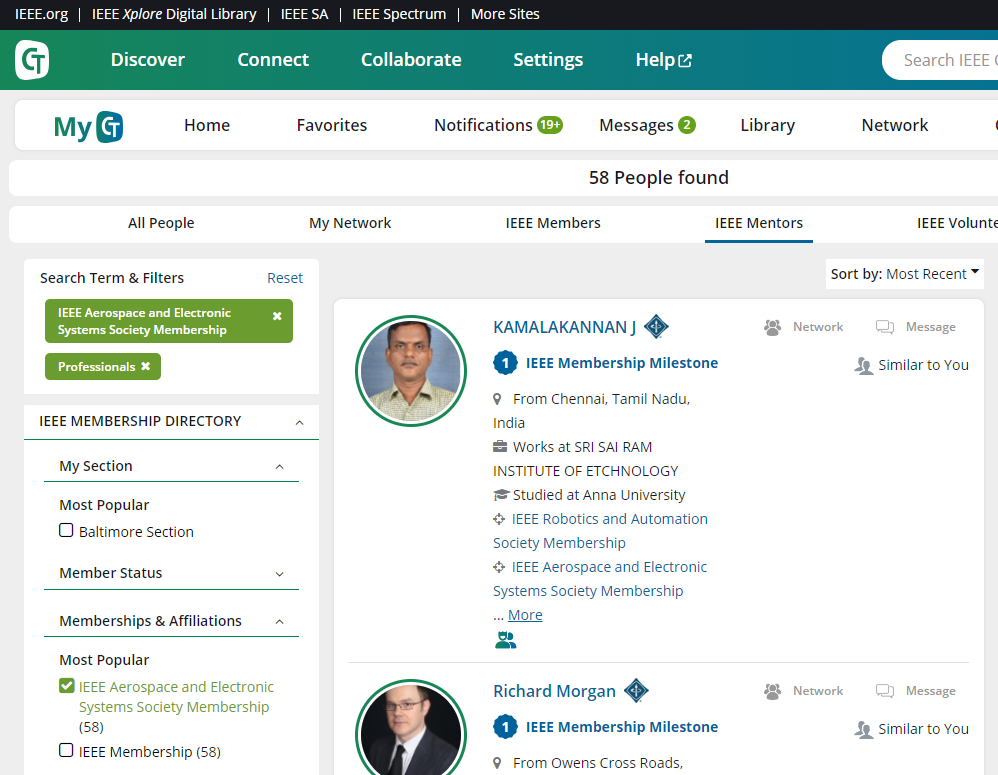 IEEE.org | IEEE Xplore Digital Library | IEEE SA | IEEE Spectrum | More Sites
CT Discover Connect Collaborate Settings Help Search IEEE
My CT Home Favorites Notifications 19+ Messages 2 Library Network
58 People found
All People My Network IEEE Members IEEE Mentors IEEE Volunte
Search Term & Filters Reset
IEEE Aerospace and Electronic
Systems Society Membership
Professionals
IEEE MEMBERSHIP DIRECTORY
My Section
Most Popular
Baltimore Section
Member Status
Memberships & Affiliations
Most Popular
IEEE Aerospace and Electronic
Systems Society Membership
(58)
IEEE Membership (58)
Sort by: Most Recent
KAMALAKANNAN J Network Message
1 IEEE Membership Milestone Similar to You
From Chennai, Tamil Nadu,
India
Works at SRI SAI RAM
INSTITUTE OF ETCHNOLOGY
Studied at Anna University
IEEE Robotics and Automation
Society Membership
IEEE Aerospace and Electronic
Systems Society Membership
... More
Richard Morgan Network Message
1 IEEE Membership Milestone Similar to You
From Owens Cross Roads,